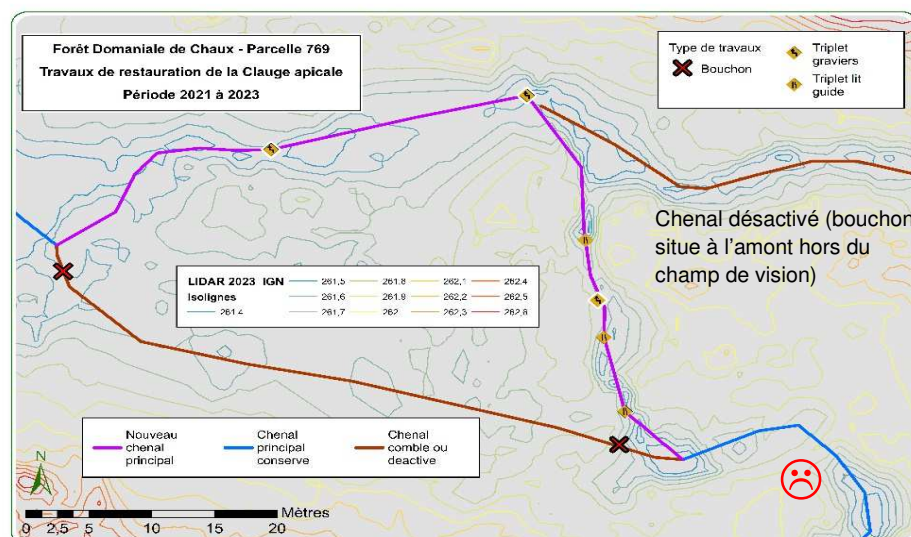 Forêt Domaniale de Chaux - Parcelle 769
Travaux de restauration de la Clauge apicale
Période 2021 à 2023
Type de travaux
Bouchon
Triplet
graviers
Triplet lit
guide
Chenal désactivé (bouchon
situe à l'amont hors du
champ de vision)
LIDAR 2023 IGN
Isolignes
261,4
261,5
261,6
261,7
261,8
261,9
262
262,1
262,2
262,3
262,4
262,5
262,8
Nouveau
chenal
principal
Chenal
principal
conserve
Chenal
comble ou
deactive
N
Mètres
0 2,5 5 10 15 20